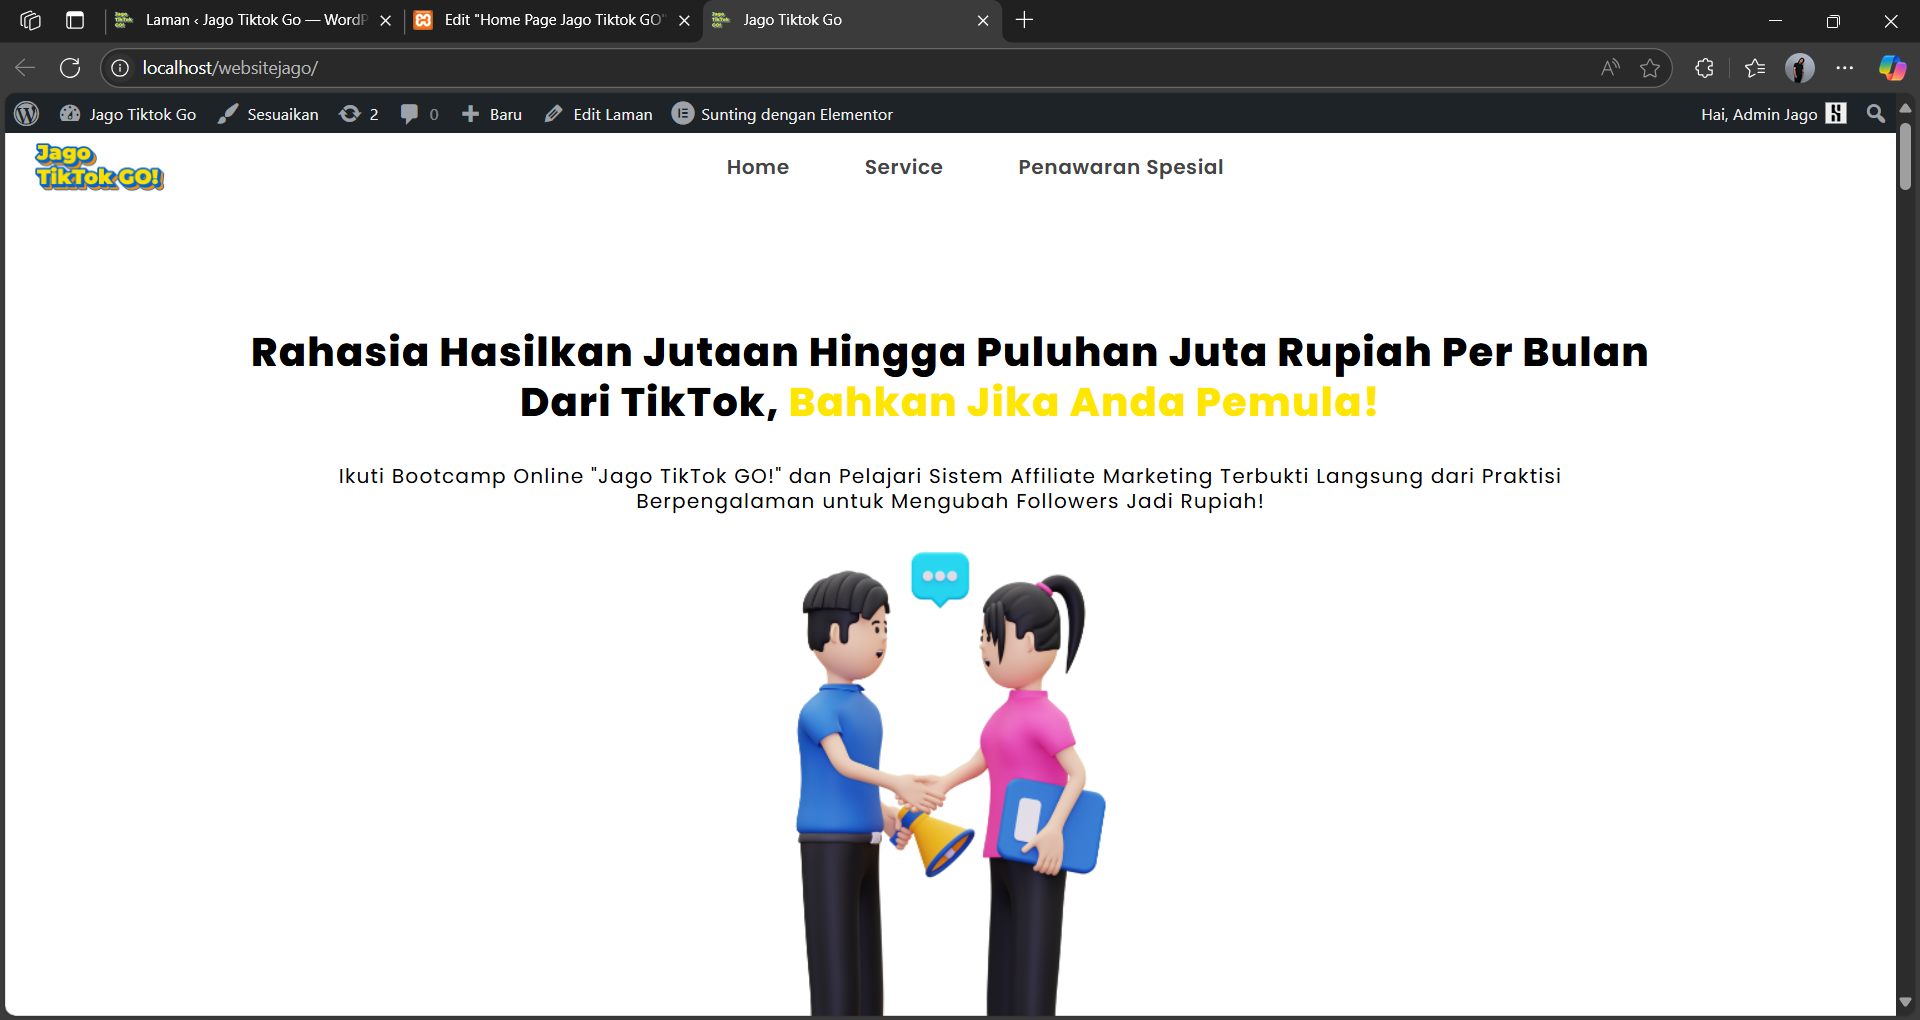 Laman ‹ Jago Tiktok Go — WordP
Edit "Home Page Jago Tiktok GO"
Jago Tiktok Go
localhost/websitejago/
Jago Tiktok Go
Sesuaikan
2
0
Baru
Edit Laman
Sunting dengan Elementor
Hai, Admin Jago
Jago
TikTok GO!
Home
Service
Penawaran Spesial
Rahasia Hasilkan Jutaan Hingga Puluhan Juta Rupiah Per Bulan
Dari TikTok, Bahkan Jika Anda Pemula!
Ikuti Bootcamp Online "Jago TikTok GO!" dan Pelajari Sistem Affiliate Marketing Terbukti Langsung dari Praktisi
Berpengalaman untuk Mengubah Followers Jadi Rupiah!